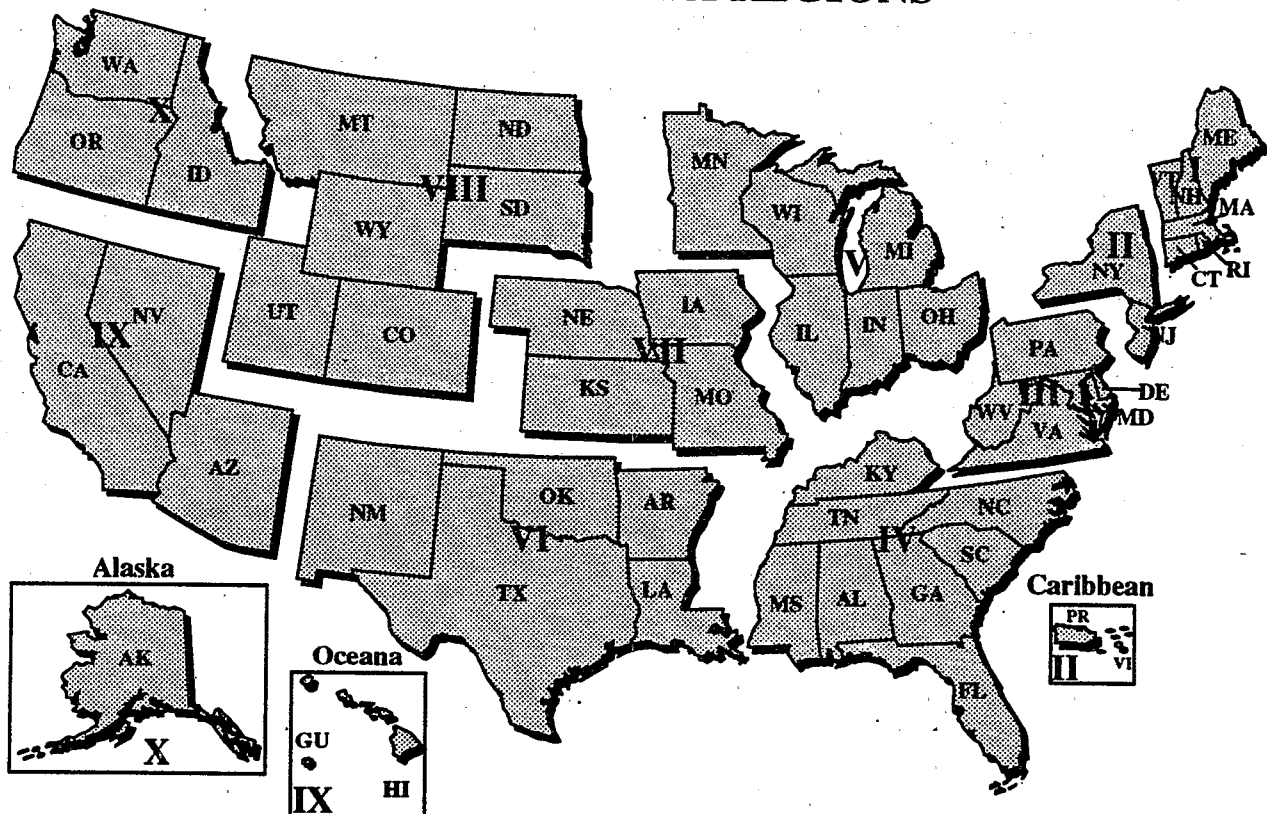 WA
X
OR
ID
MT
ND
VIII
SD
WY
MN
WI
V
MI
ME
I
VT
NH
MA
RI
CT
II
NY
NJ
NV
IX
CA
UT
CO
NE
IA
VII
KS
MO
IL
IN
OH
PA
III
DE
MD
WV
VA
AZ
NM
OK
AR
VI
TX
LA
KY
TN
NC
IV
SC
MS
AL
GA
FL
Alaska
AK
X
Oceana
GU
HI
IX
Caribbean
PR
II
VI